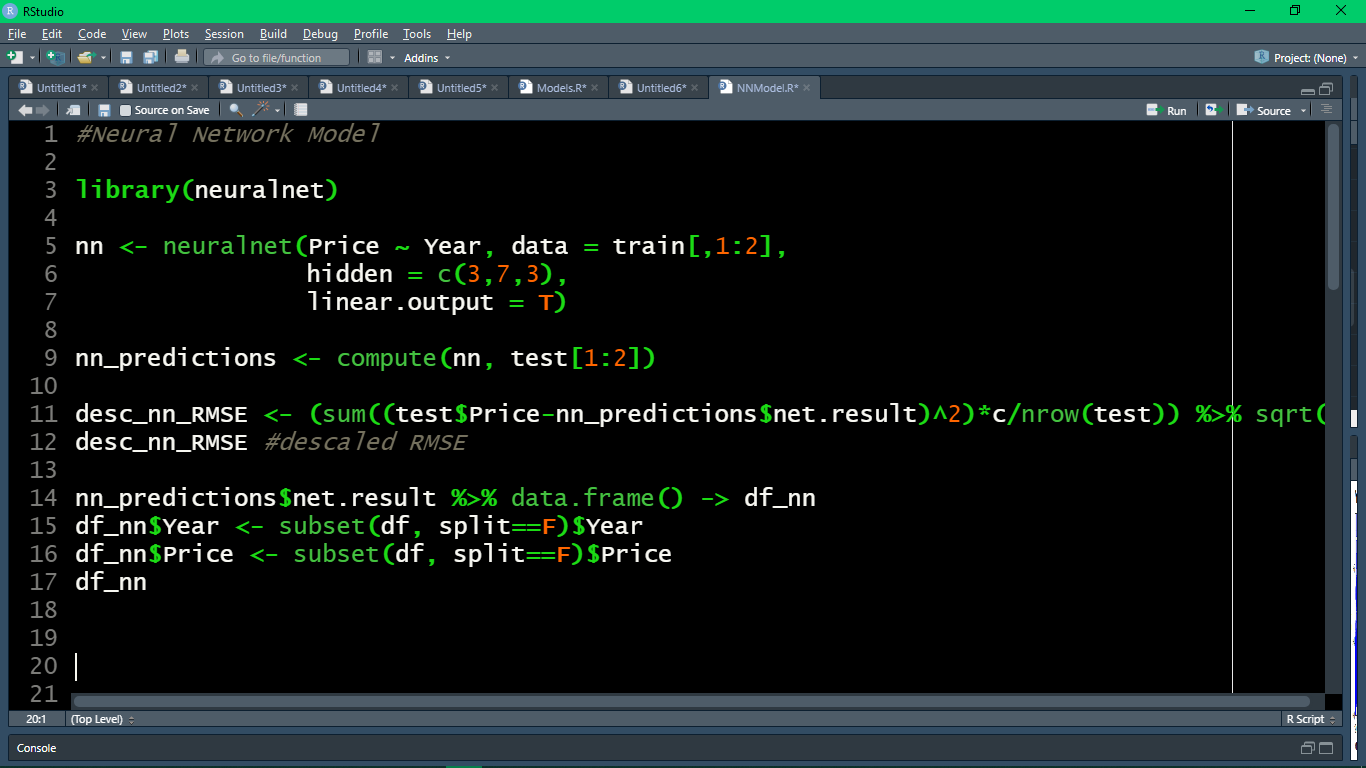 RStudio
File Edit Code View Plots Session Build Debug Profile Tools Help
Go to file/function Addins Project: (None)
Untitled1* Untitled2* Untitled3* Untitled4* Untitled5* Models.R* Untitled6* NNModel.R*
Source on Save Run Source
1 #Neural Network Model
2
3 library(neuralnet)
4
5 nn <- neuralnet(Price ~ Year, data = train[,1:2],
6 hidden = c(3,7,3),
7 linear.output = T)
8
9 nn_predictions <- compute(nn, test[1:2])
10
11 desc_nn_RMSE <- (sum((test$Price-nn_predictions$net.result)^2)*c/nrow(test)) %>% sqrt(
12 desc_nn_RMSE #descaled RMSE
13
14 nn_predictions$net.result %>% data.frame() -> df_nn
15 df_nn$Year <- subset(df, split==F)$Year
16 df_nn$Price <- subset(df, split==F)$Price
17 df_nn
18
19
20
21
20:1 (Top Level) R Script
Console